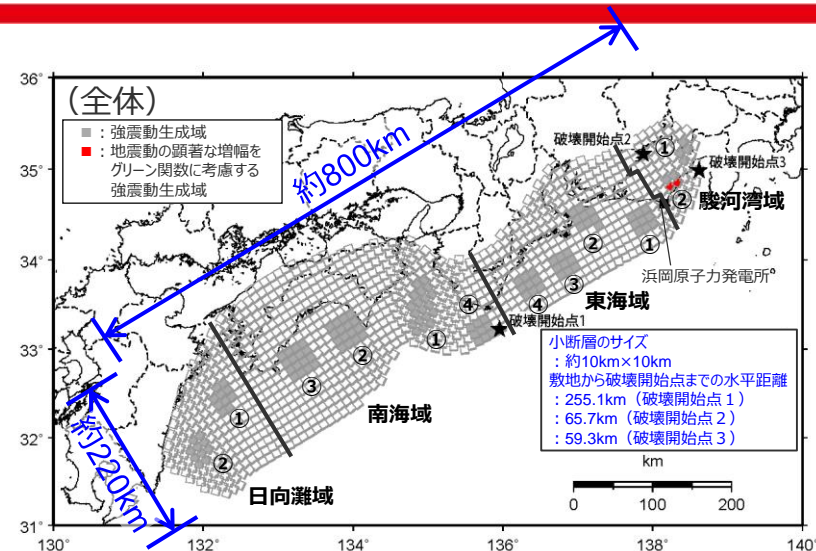 (全体)
■:強震動生成域
■:地震動の顕著な増幅を
グリーン関数に考慮する
強震動生成域
約800km
約220km
36°
35°
34°
33°
32°
31°
130°
132°
134°
136°
138°
140°
破壊開始点2
①
破壊開始点3
②
駿河湾域
②
①
浜岡原子力発電所
③
④
東海域
④
破壊開始点1
①
②
③
南海域
①
②
日向灘域
小断層のサイズ
:約10km×10km
敷地から破壊開始点までの水平距離
:255.1km(破壊開始点1)
:65.7km(破壊開始点2)
:59.3km(破壊開始点3)
km
0 100 200